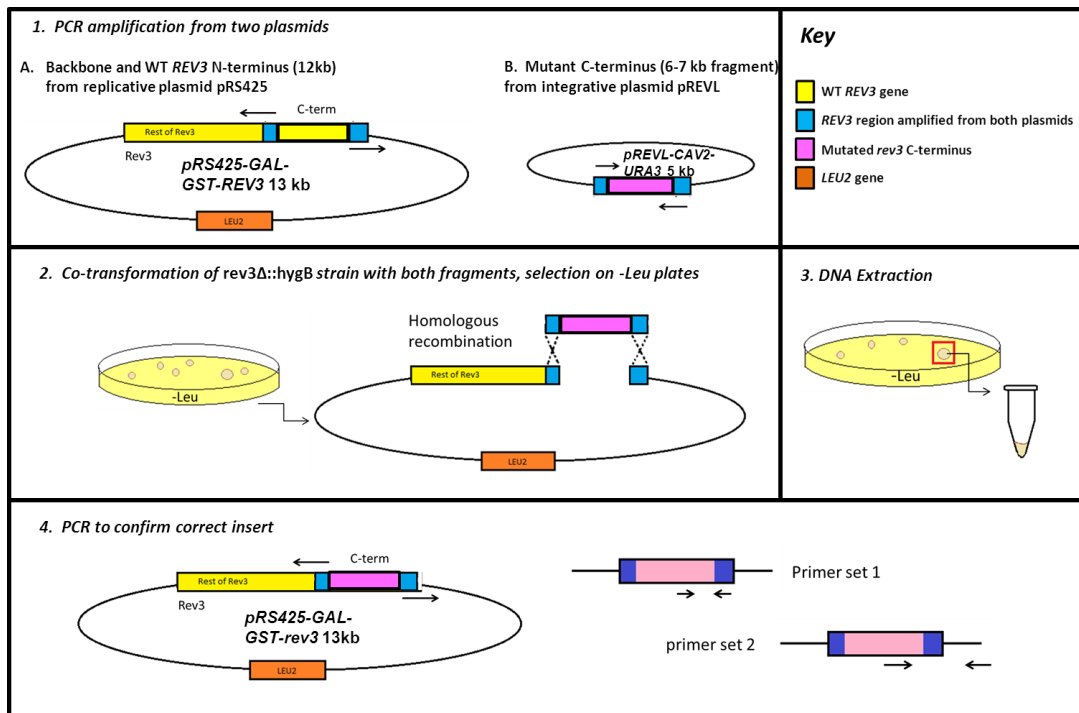 1. PCR amplification from two plasmids
A. Backbone and WT REV3 N-terminus (12kb)
from replicative plasmid pRS425
C-term
Rest of Rev3
Rev3
pRS425-GAL-
GST-REV3 13 kb
LEU2
B. Mutant C-terminus (6-7 kb fragment)
from integrative plasmid pREVL
pREVL-CAV2-
URA3 5 kb
Key
WT REV3 gene
REV3 region amplified from both plasmids
Mutated rev3 C-terminus
LEU2 gene
2. Co-transformation of rev3Δ::hygB strain with both fragments, selection on -Leu plates
-Leu
Homologous
recombination
Rest of Rev3
LEU2
3. DNA Extraction
-Leu
4. PCR to confirm correct insert
C-term
Rest of Rev3
Rev3
pRS425-GAL-
GST-rev3 13kb
LEU2
Primer set 1
primer set 2